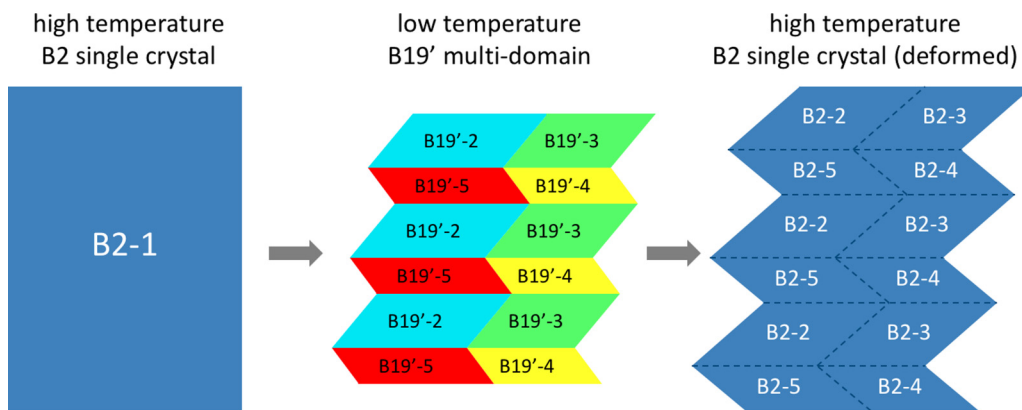 high temperature
B2 single crystal
low temperature
B19' multi-domain
high temperature
B2 single crystal (deformed)
B2-1
B19'-2
B19'-3
B19'-5
B19'-4
B19'-2
B19'-3
B19'-5
B19'-4
B19'-2
B19'-3
B19'-5
B19'-4
B2-2
B2-3
B2-5
B2-4
B2-2
B2-3
B2-5
B2-4
B2-2
B2-3
B2-5
B2-4